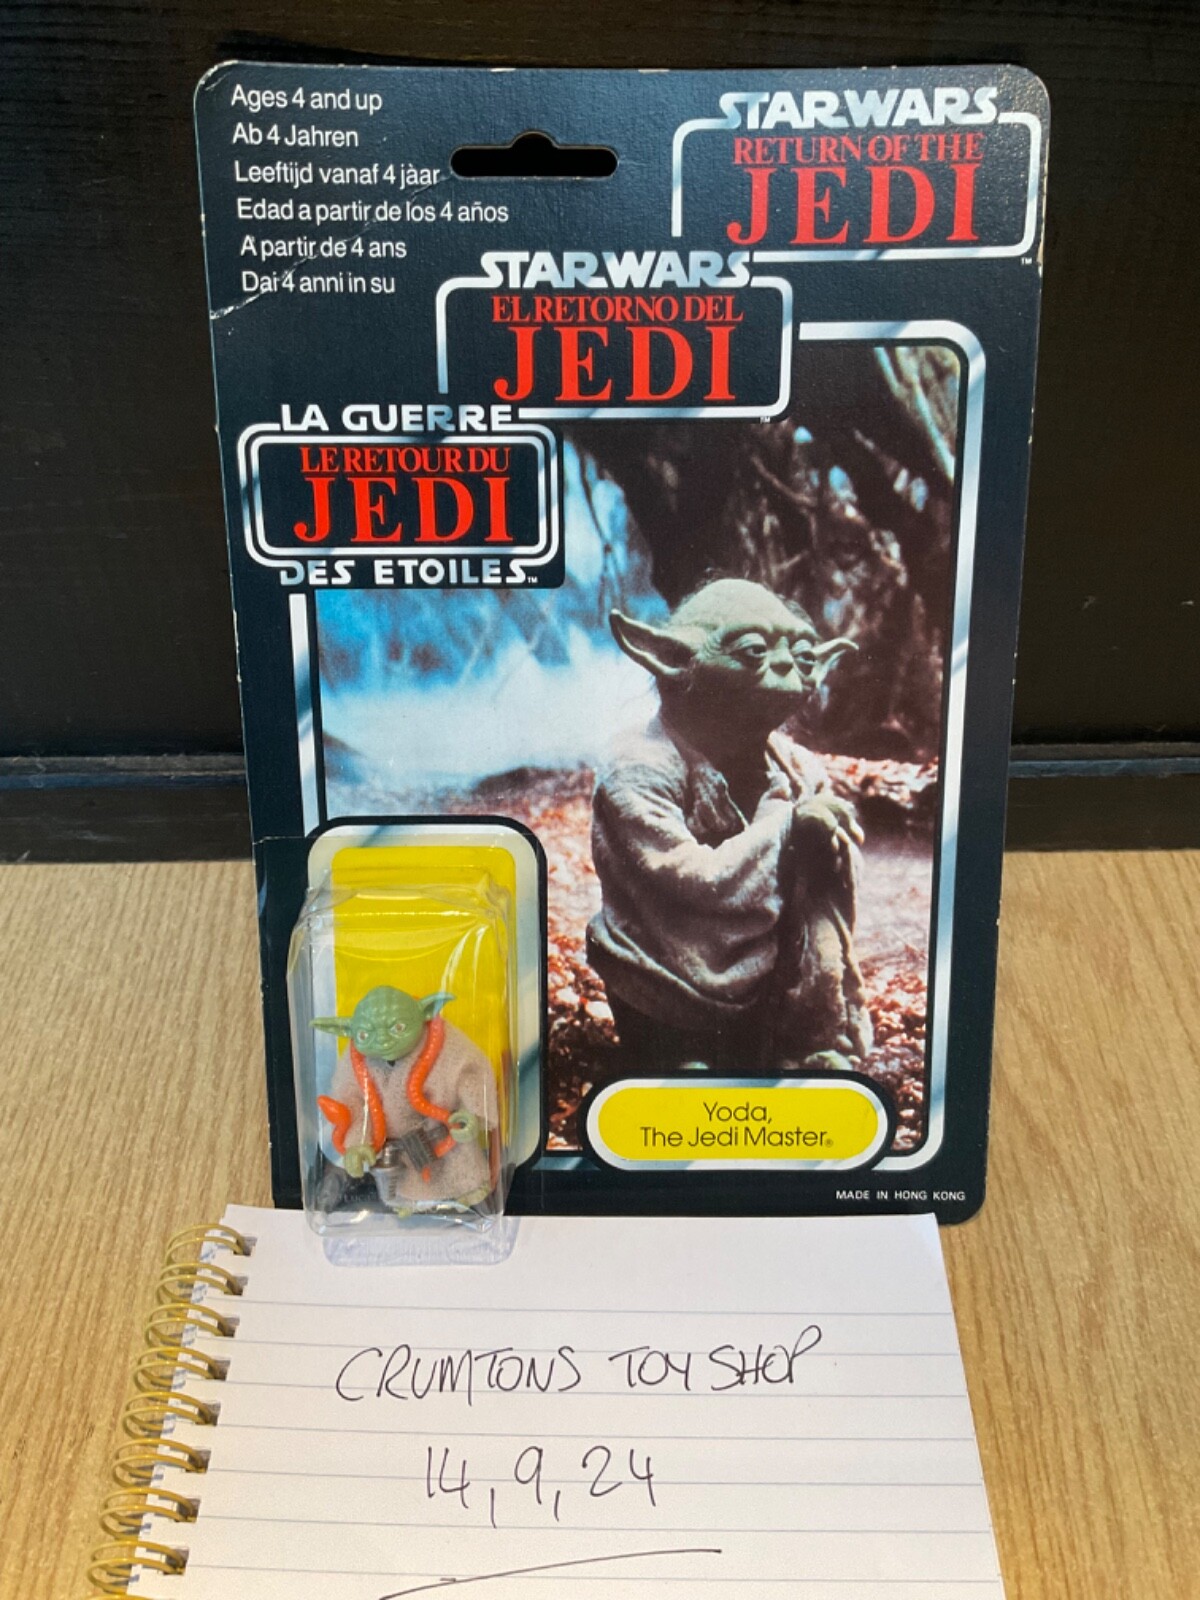 Ages 4 and up
Ab 4 Jahren
Leeftijd vanaf 4 jàar
Edad a partir de los 4 años
A partir de 4 ans
Dai 4 anni in su
STAR WARS
RETURN OF THE
JEDI
TM
STAR WARS
EL RETORNO DEL
JEDI
TM
LA GUERRE
LE RETOUR DU
JEDI
DES ETOILES TM
Yoda,
The Jedi Master®
MADE IN HONG KONG
CRUMTONS TOY SHOP
14,9,24